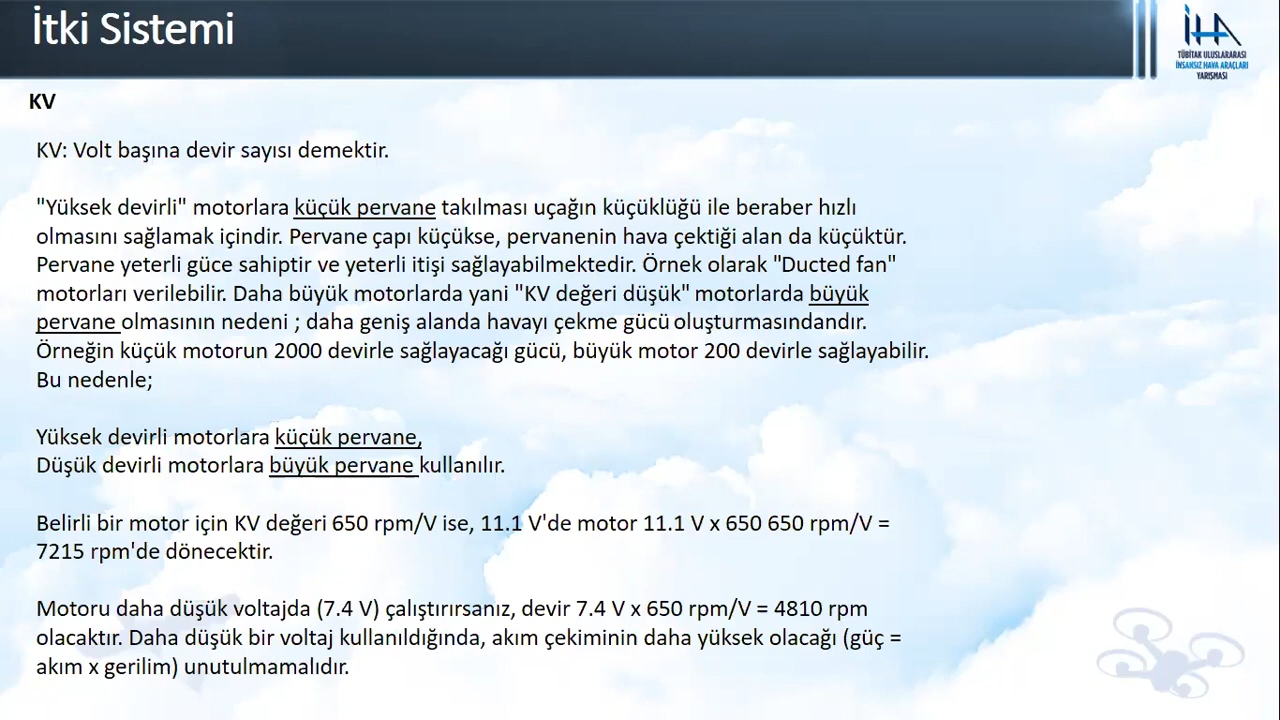 İtki Sistemi
İHA
TÜBİTAK ULUSLARARASI
İNSANSIZ HAVA ARAÇLARI
YARIŞMASI
KV
KV: Volt başına devir sayısı demektir.
"Yüksek devirli" motorlara küçük pervane takılması uçağın küçüklüğü ile beraber hızlı
olmasını sağlamak içindir. Pervane çapı küçükse, pervanenin hava çektiği alan da küçüktür.
Pervane yeterli güce sahiptir ve yeterli itişi sağlayabilmektedir. Örnek olarak "Ducted fan"
motorları verilebilir. Daha büyük motorlarda yani "KV değeri düşük" motorlarda büyük
pervane olmasının nedeni ; daha geniş alanda havayı çekme gücü oluşturmasındandır.
Örneğin küçük motorun 2000 devirle sağlayacağı gücü, büyük motor 200 devirle sağlayabilir.
Bu nedenle;
Yüksek devirli motorlara küçük pervane,
Düşük devirli motorlara büyük pervane kullanılır.
Belirli bir motor için KV değeri 650 rpm/V ise, 11.1 V'de motor 11.1 V x 650 650 rpm/V =
7215 rpm'de dönecektir.
Motoru daha düşük voltajda (7.4 V) çalıştırırsanız, devir 7.4 V x 650 rpm/V = 4810 rpm
olacaktır. Daha düşük bir voltaj kullanıldığında, akım çekiminin daha yüksek olacağı (güç =
akım x gerilim) unutulmamalıdır.